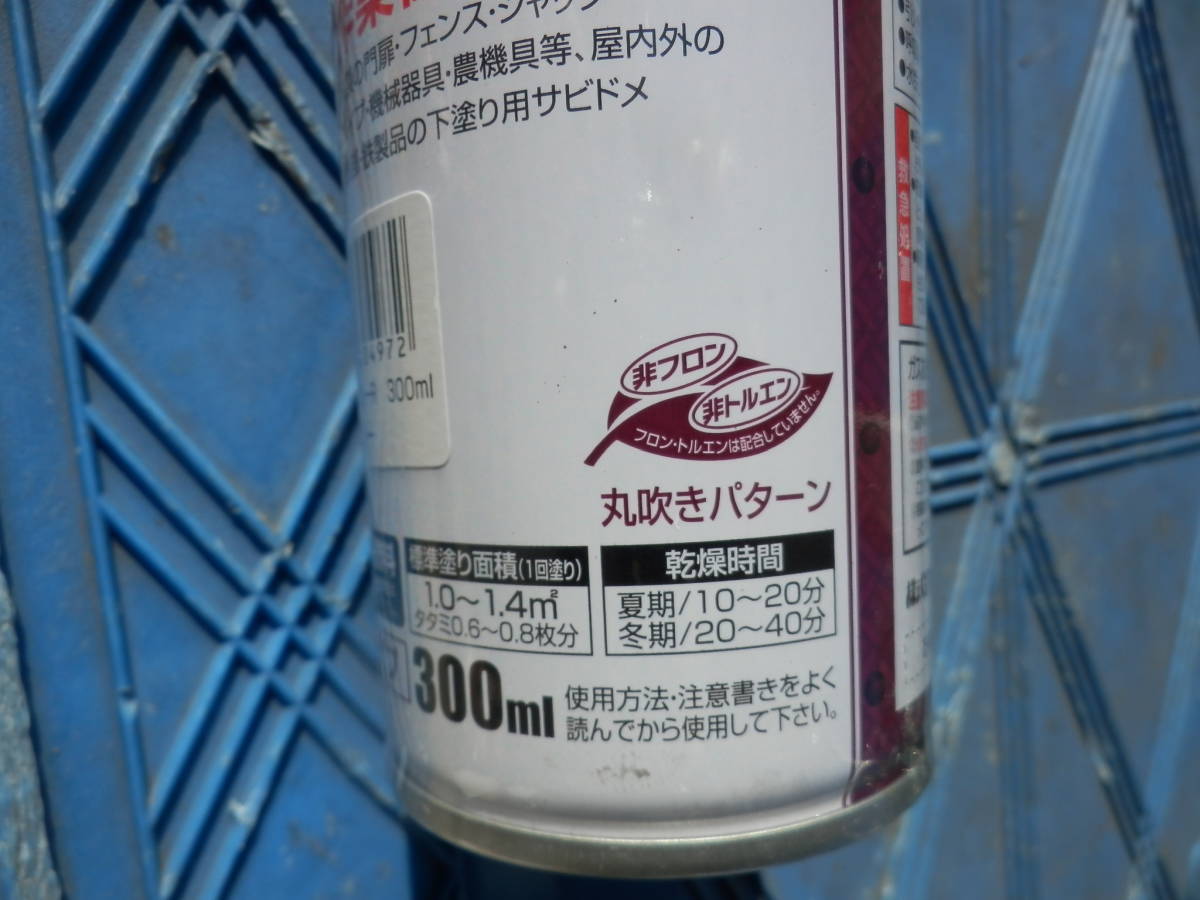 の門扉・フェンス・シャッ
プ・機械器具・農機具等、屋内外の
鉄製品の下塗り用サビドメ
4972
300ml
非フロン
非トルエン
フロン・トルエンは配合していません。
丸吹きパターン
標準塗り面積(1回塗り)
1.0～1.4㎡
タタミ0.6～0.8枚分
乾燥時間
夏期/10～20分
冬期/20～40分
300ml
使用方法・注意書きをよく
読んでから使用して下さい。
救急処置